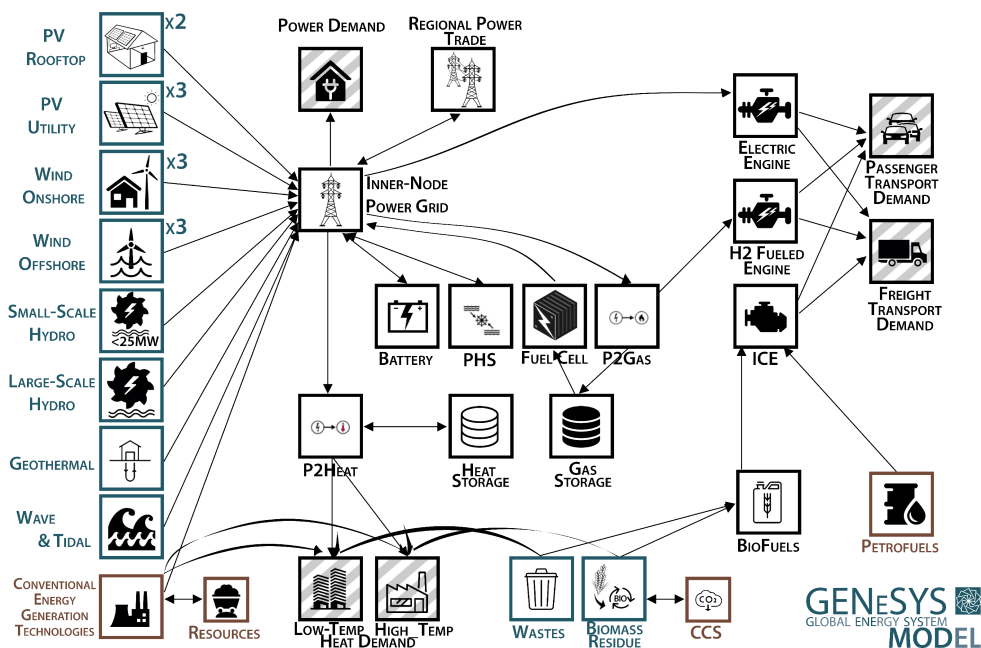 PV
Rooftop
x2
PV
Utility
x3
Wind
Onshore
x3
Wind
Offshore
x3
Small-Scale
Hydro
<25MW
Large-Scale
Hydro
Geothermal
Wave
& Tidal
Conventional
Energy
Generation
Technologies
Resources
Power Demand
Regional Power
Trade
Inner-Node
Power Grid
Battery
PHS
Fuel Cell
P2Gas
P2Heat
Heat
Storage
Gas
Storage
Low-Temp
High_Temp
Heat Demand
Wastes
BIO
Biomass
Residue
CO2
CCS
Electric
Engine
H2 Fueled
Engine
ICE
BioFuels
Petrofuels
Passenger
Transport
Demand
Freight
Transport
Demand
GENeSYS
GLOBAL ENERGY SYSTEM
MODEL